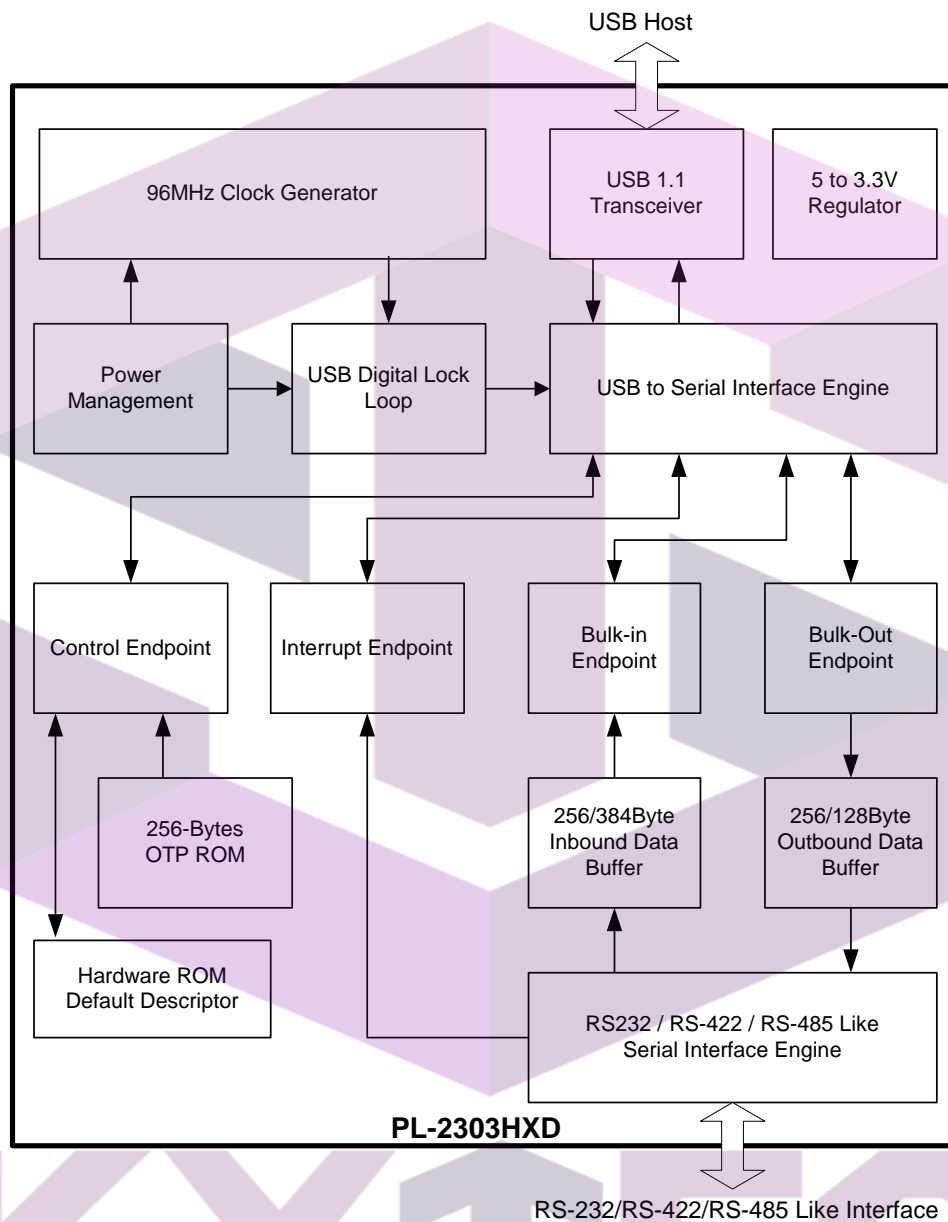 USB Host
96MHz Clock Generator
USB 1.1
Transceiver
5 to 3.3V
Regulator
Power
Management
USB Digital Lock
Loop
USB to Serial Interface Engine
Control Endpoint
Interrupt Endpoint
Bulk-in
Endpoint
Bulk-Out
Endpoint
256-Bytes
OTP ROM
256/384Byte
Inbound Data
Buffer
256/128Byte
Outbound Data
Buffer
Hardware ROM
Default Descriptor
RS232 / RS-422 / RS-485 Like
Serial Interface Engine
PL-2303HXD
RS-232/RS-422/RS-485 Like Interface